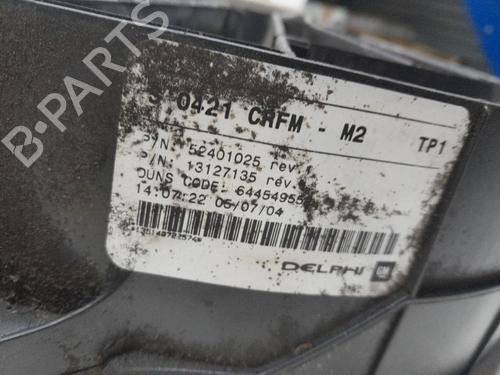 B-PARTS
0421 CRFM - M2 TP1
P/N: 52401025 rev.
P/N: 13127135 rev.
DUNS CODE: 64454955
14:07:22 05/07/04
DELPHI GM